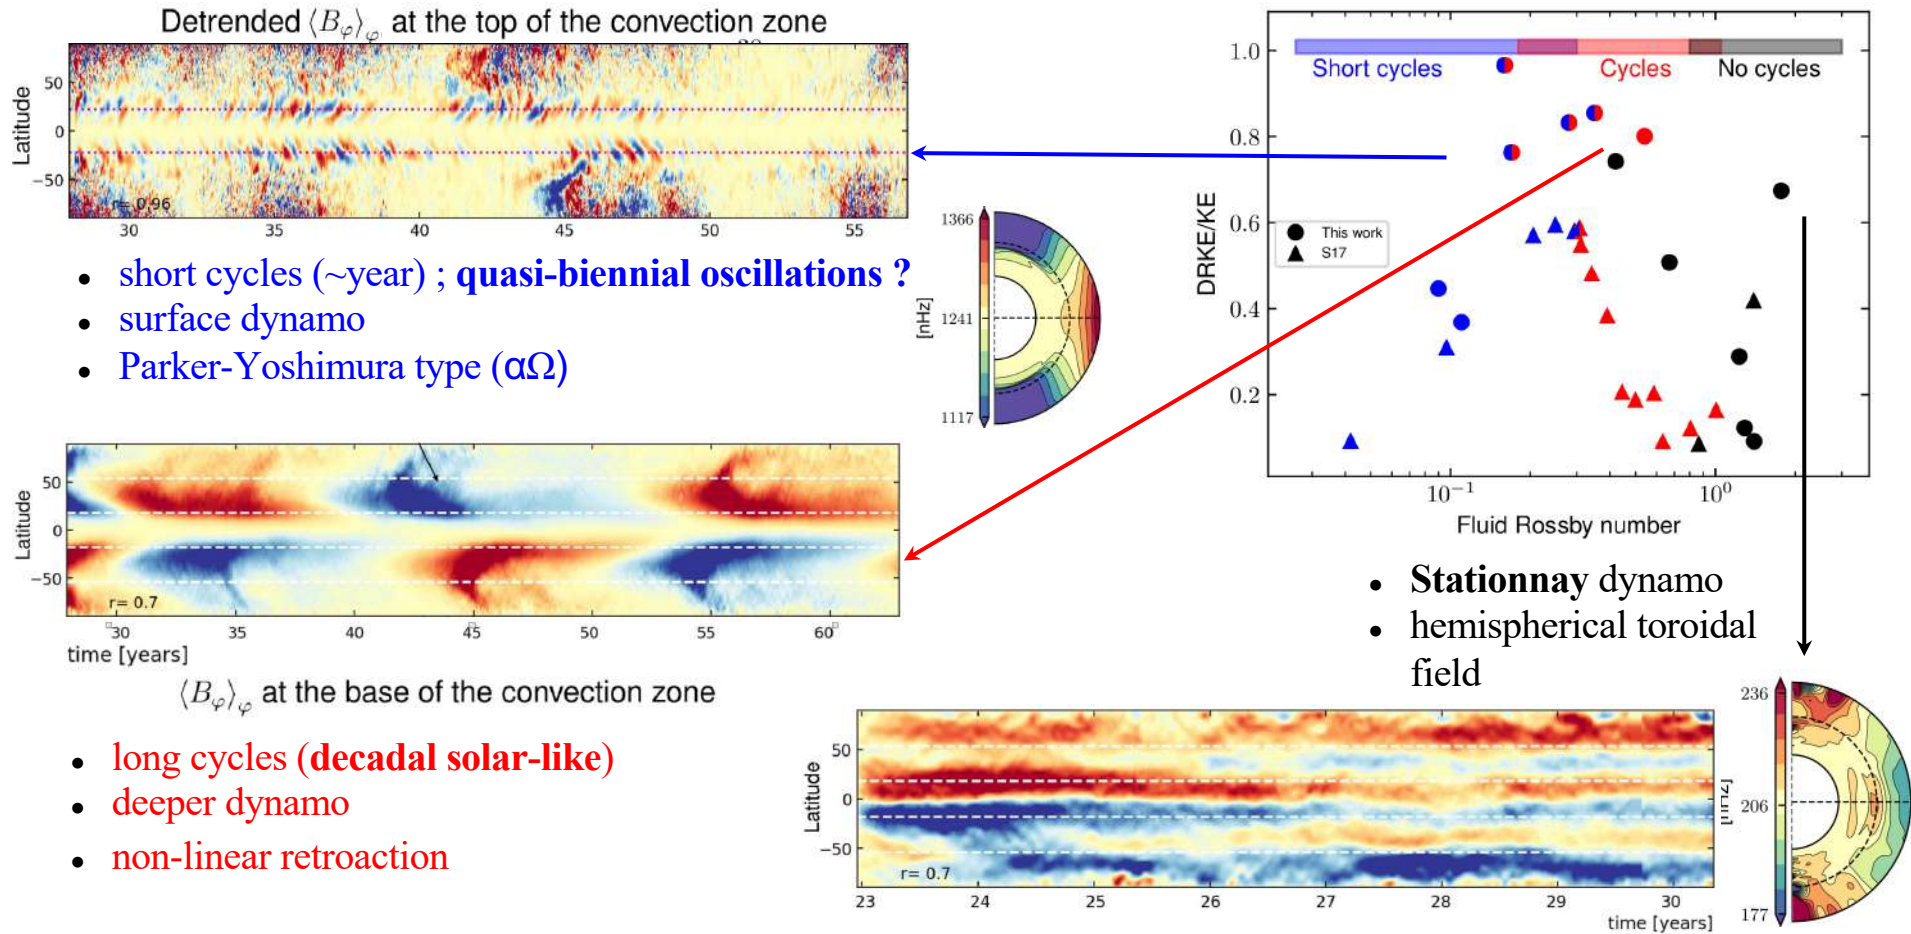 Detrended ⟨B_φ⟩_φ at the top of the convection zone
Latitude
50
0
−50
r= 0.96
30 35 40 45 50 55
• short cycles (~year) ; quasi-biennial oscillations ?
• surface dynamo
• Parker-Yoshimura type (αΩ)
1366
1241
1117
[nHz]
Latitude
50
0
−50
r= 0.7
30 35 40 45 50 55 60
time [years]
⟨B_φ⟩_φ at the base of the convection zone
• long cycles (decadal solar-like)
• deeper dynamo
• non-linear retroaction
DRKE/KE
1.0
0.8
0.6
0.4
0.2
Short cycles
Cycles
No cycles
This work
S17
10⁻¹ 10⁰
Fluid Rossby number
• Stationnay dynamo
• hemispherical toroidal
field
Latitude
50
0
−50
r= 0.7
23 24 25 26 27 28 29 30
time [years]
236
206
177